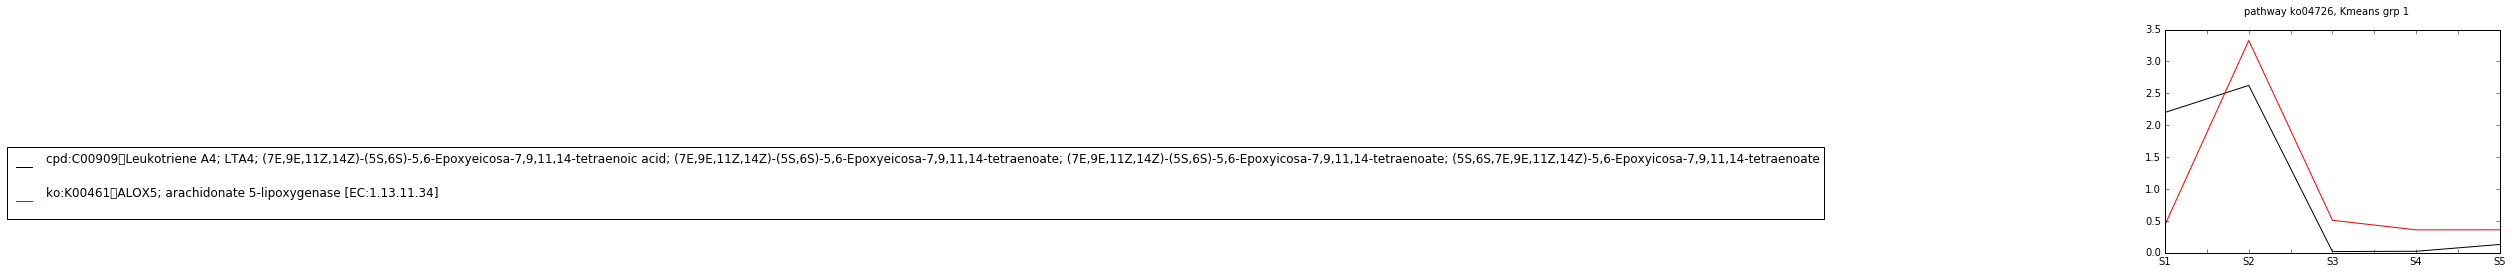 pathway ko04726, Kmeans grp 1
3.5
3.0
2.5
2.0
1.5
1.0
0.5
0.0
S1 S2 S3 S4 S5
cpd:C00909▯Leukotriene A4; LTA4; (7E,9E,11Z,14Z)-(5S,6S)-5,6-Epoxyeicosa-7,9,11,14-tetraenoic acid; (7E,9E,11Z,14Z)-(5S,6S)-5,6-Epoxyeicosa-7,9,11,14-tetraenoate; (7E,9E,11Z,14Z)-(5S,6S)-5,6-Epoxyicosa-7,9,11,14-tetraenoate; (5S,6S,7E,9E,11Z,14Z)-5,6-Epoxyicosa-7,9,11,14-tetraenoate
ko:K00461▯ALOX5; arachidonate 5-lipoxygenase [EC:1.13.11.34]